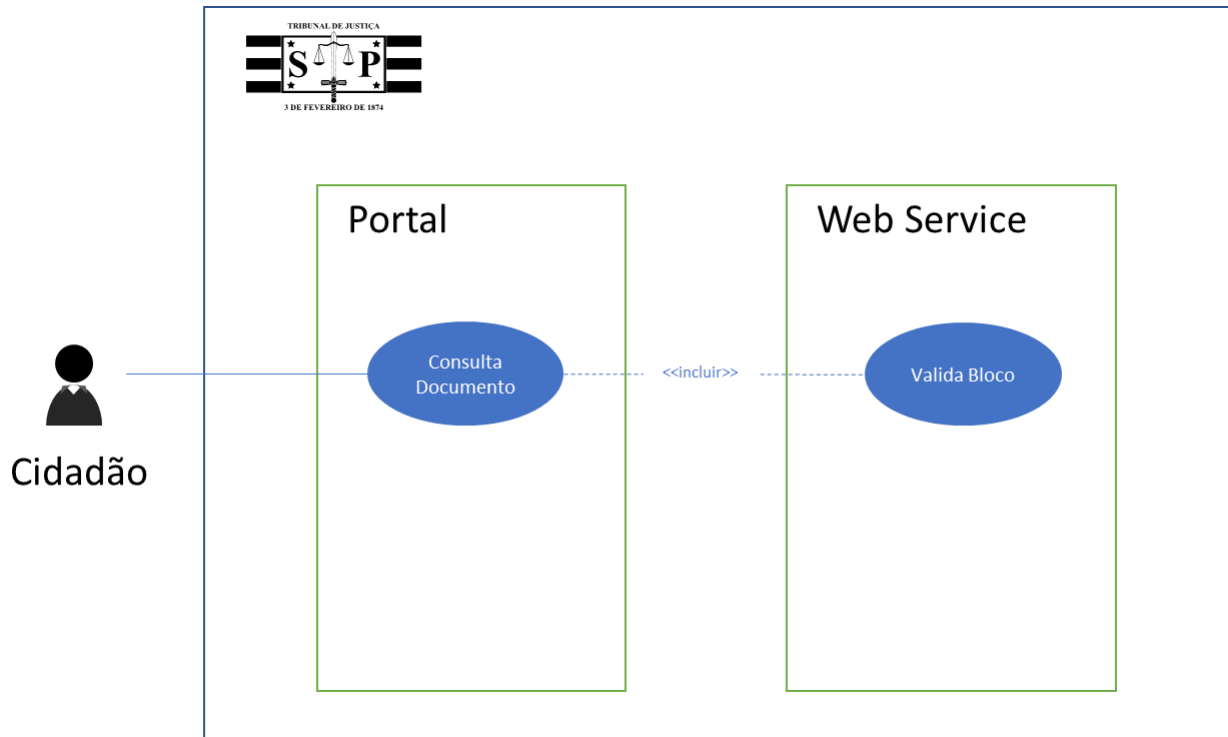 TRIBUNAL DE JUSTIÇA
S P
3 DE FEVEREIRO DE 1874
Portal
Web Service
Consulta
Documento
<<incluir>>
Valida Bloco
Cidadão